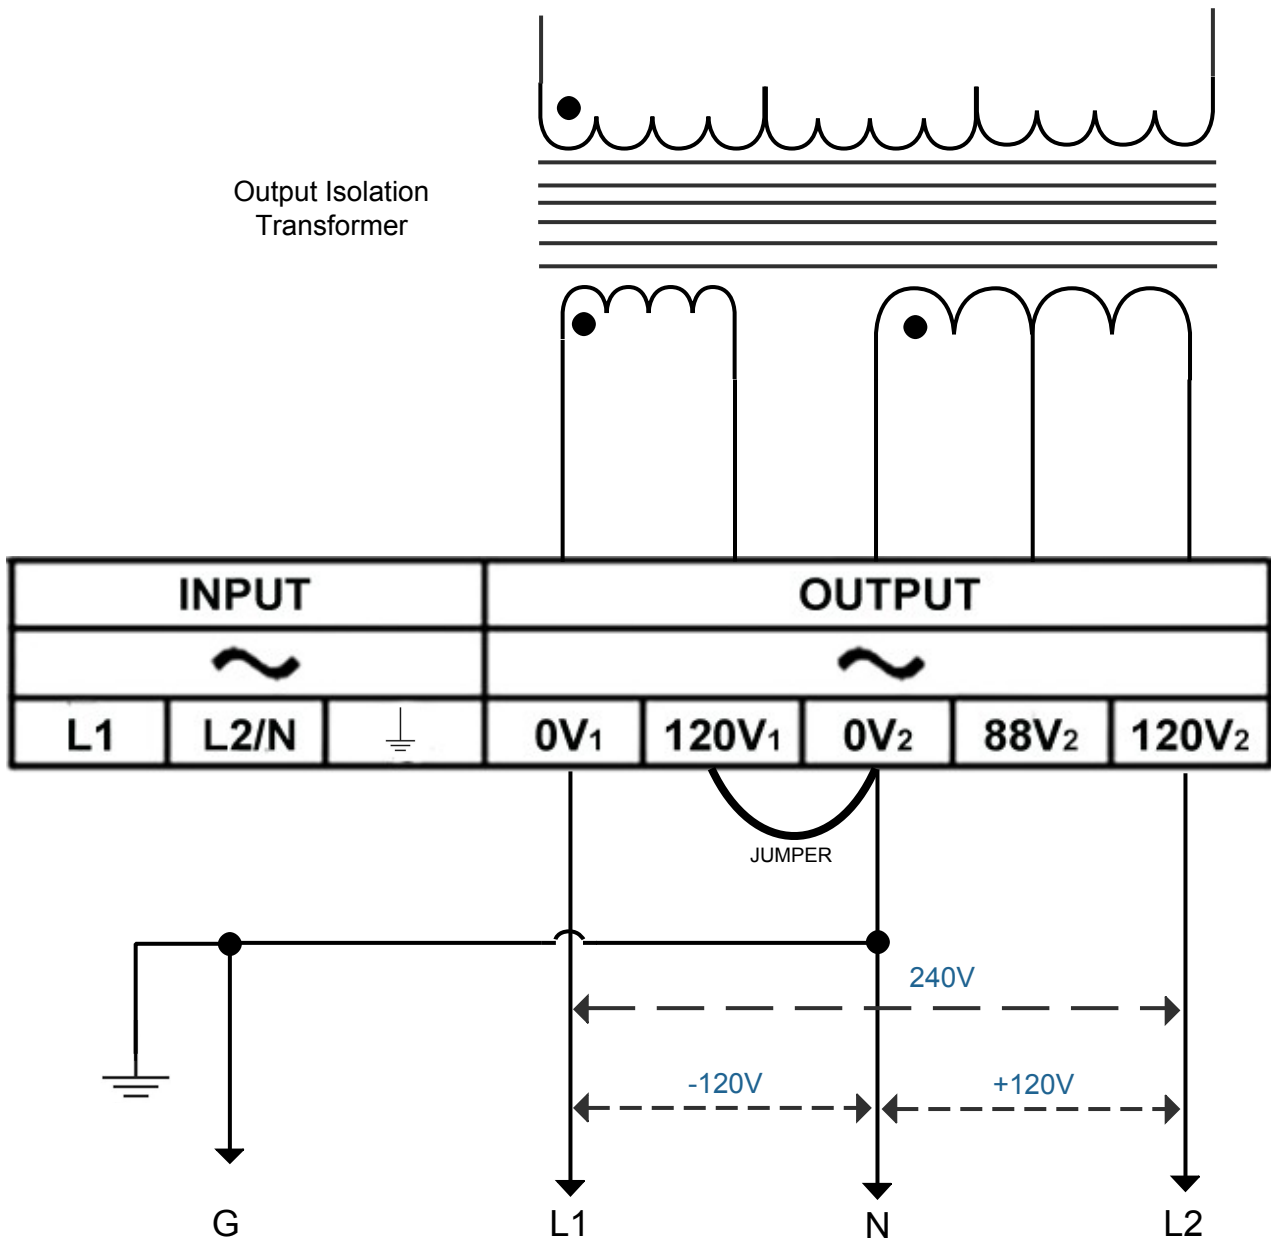 Output Isolation
Transformer
INPUT
OUTPUT
L1
L2/N
0V1
120V1
0V2
88V2
120V2
JUMPER
240V
-120V
+120V
G
L1
N
L2